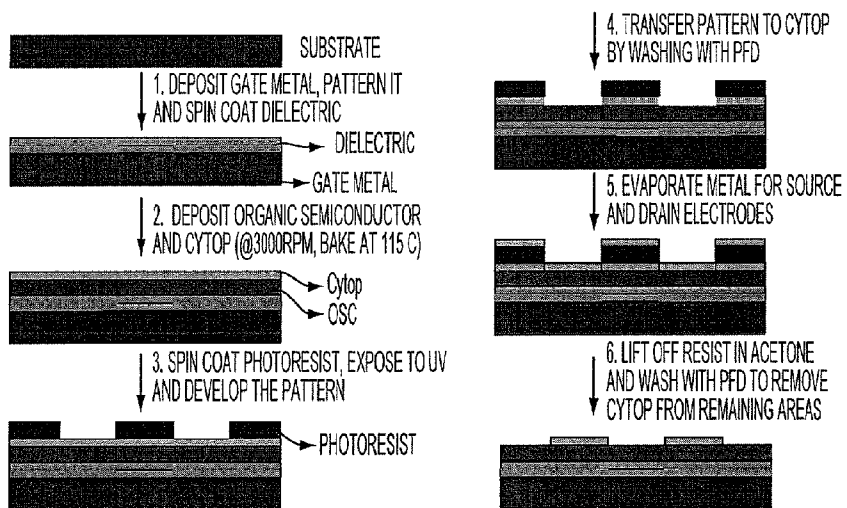 SUBSTRATE
1. DEPOSIT GATE METAL, PATTERN IT
AND SPIN COAT DIELECTRIC
DIELECTRIC
GATE METAL
2. DEPOSIT ORGANIC SEMICONDUCTOR
AND CYTOP (@3000RPM, BAKE AT 115 C)
Cytop
OSC
3. SPIN COAT PHOTORESIST, EXPOSE TO UV
AND DEVELOP THE PATTERN
PHOTORESIST
4. TRANSFER PATTERN TO CYTOP
BY WASHING WITH PFD
5. EVAPORATE METAL FOR SOURCE
AND DRAIN ELECTRODES
6. LIFT OFF RESIST IN ACETONE
AND WASH WITH PFD TO REMOVE
CYTOP FROM REMAINING AREAS